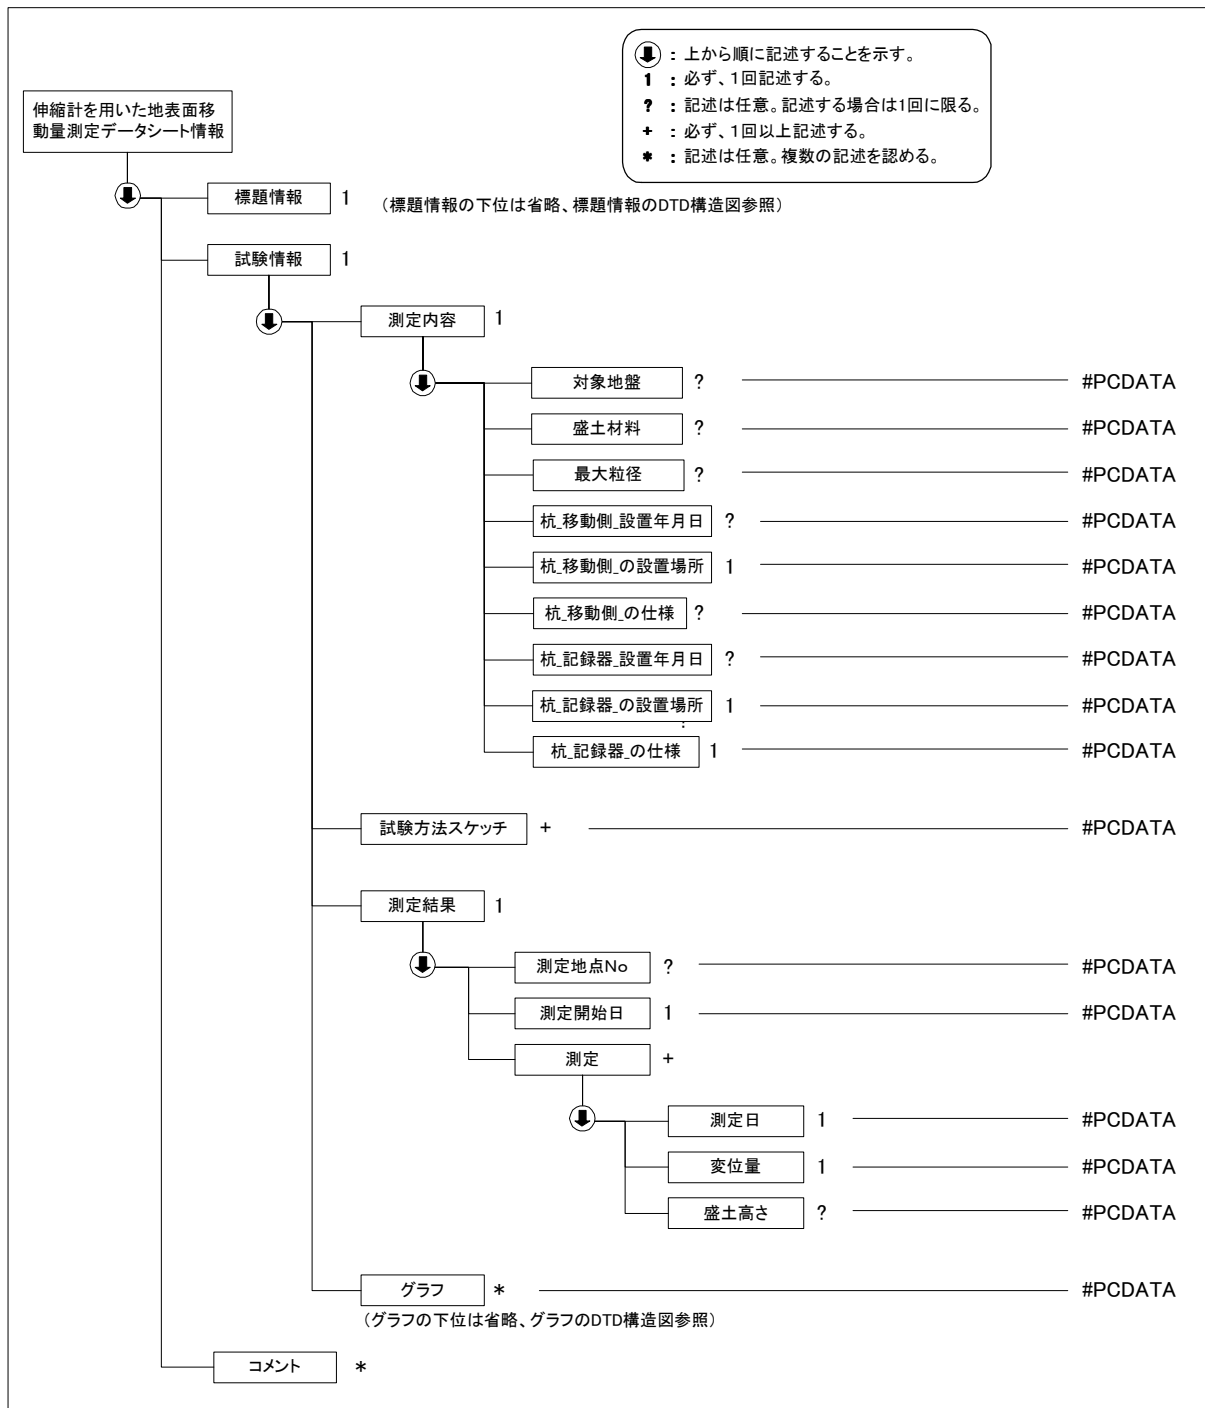 : 上から順に記述することを示す。
1 : 必ず、1回記述する。
? : 記述は任意。記述する場合は1回に限る。
+ : 必ず、1回以上記述する。
* : 記述は任意。複数の記述を認める。
伸縮計を用いた地表面移
動量測定データシート情報
標題情報 1 (標題情報の下位は省略、標題情報のDTD構造図参照)
試験情報 1
測定内容 1
対象地盤 ? #PCDATA
盛土材料 ? #PCDATA
最大粒径 ? #PCDATA
杭_移動側_設置年月日 ? #PCDATA
杭_移動側_の設置場所 1 #PCDATA
杭_移動側_の仕様 ? #PCDATA
杭_記録器_設置年月日 ? #PCDATA
杭_記録器_の設置場所 1 #PCDATA
杭_記録器_の仕様 1 #PCDATA
試験方法スケッチ + #PCDATA
測定結果 1
測定地点No ? #PCDATA
測定開始日 1 #PCDATA
測定 +
測定日 1 #PCDATA
変位量 1 #PCDATA
盛土高さ ? #PCDATA
グラフ * #PCDATA
(グラフの下位は省略、グラフのDTD構造図参照)
コメント *